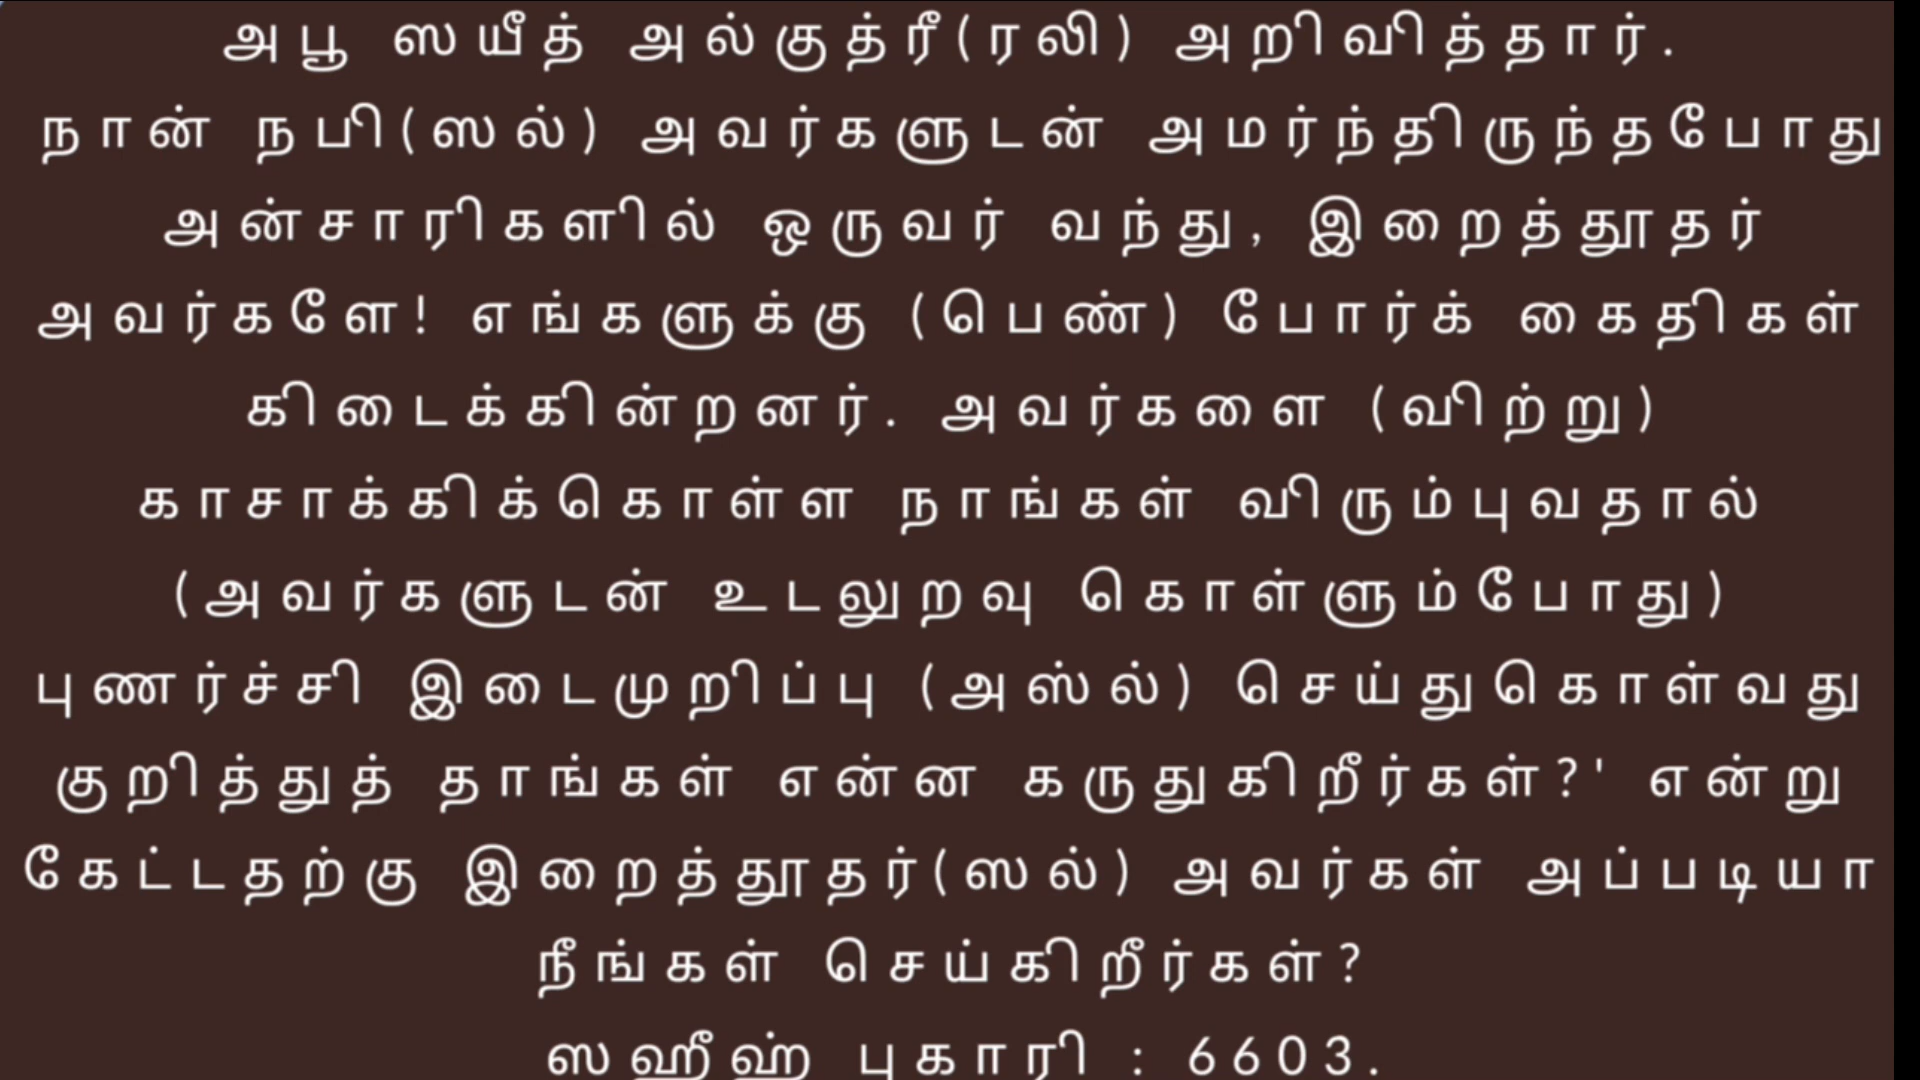 அபூ ஸயீத் அல்குத்ரீ(ரலி) அறிவித்தார்.
நான் நபி(ஸல்) அவர்களுடன் அமர்ந்திருந்தபோது
அன்சாரிகளில் ஒருவர் வந்து, இறைத்தூதர்
அவர்களே! எங்களுக்கு (பெண்) போர்க் கைதிகள்
கிடைக்கின்றனர். அவர்களை (விற்று)
காசாக்கிக்கொள்ள நாங்கள் விரும்புவதால்
(அவர்களுடன் உடலுறவு கொள்ளும்போது)
புணர்ச்சி இடைமுறிப்பு (அஸ்ல்) செய்துகொள்வது
குறித்துத் தாங்கள் என்ன கருதுகிறீர்கள்?' என்று
கேட்டதற்கு இறைத்தூதர்(ஸல்) அவர்கள் அப்படியா
நீங்கள் செய்கிறீர்கள்?
ஸஹீஹ் புகாரி : 6603.